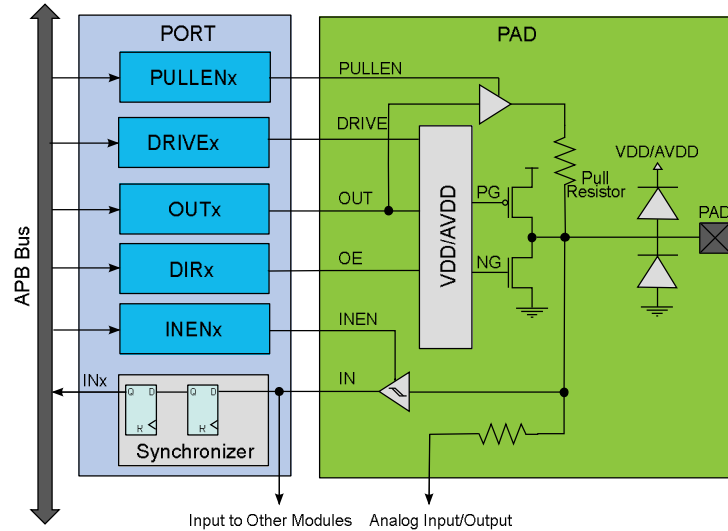 PORT
PAD
PULLENx
PULLEN
DRIVEx
DRIVE
VDD/AVDD
Pull
Resistor
OUTx
OUT
PG
PAD
VDD/AVDD
APB Bus
DIRx
OE
NG
INENx
INEN
INx
IN
Q D
R
Q D
R
Synchronizer
Input to Other Modules
Analog Input/Output